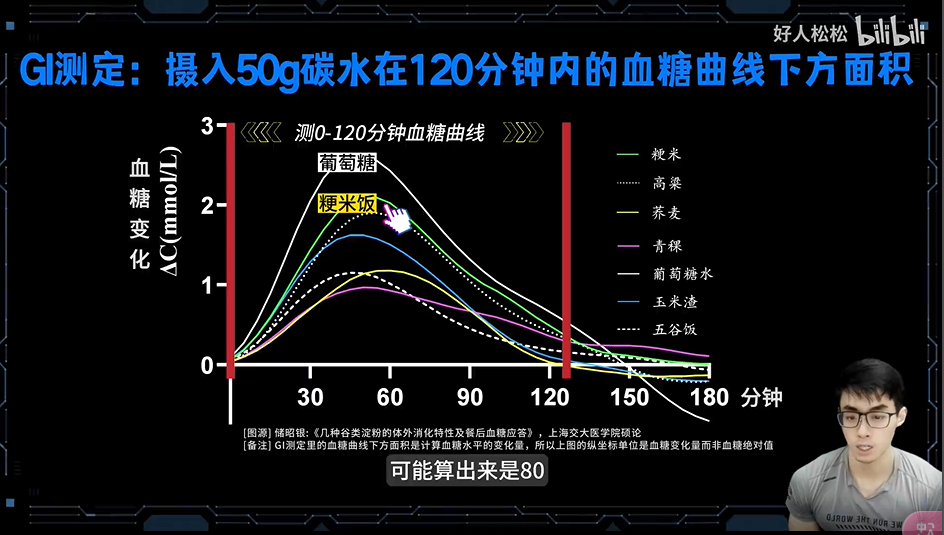 好人松松 bilibili
GI测定：摄入50g碳水在120分钟内的血糖曲线下方面积
测0-120分钟血糖曲线
血糖变化
ΔC(mmol/L)
3
2
1
0
葡萄糖
粳米饭
粳米
高粱
荞麦
青稞
葡萄糖水
玉米渣
五谷饭
30 60 90 120 150 180 分钟
[图源] 储昭银:《几种谷类淀粉的体外消化特性及餐后血糖应答》，上海交大医学院硕论
[备注] GI测定里的血糖曲线下方面积是计算血糖水平的变化量，所以上图的纵坐标单位是血糖变化量而非血糖绝对值
可能算出来是80